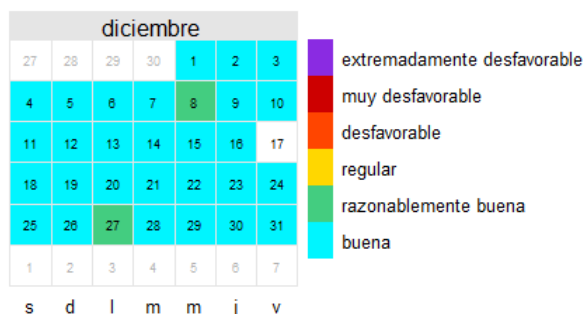 diciembre
27 28 29 30 1 2 3
4 5 6 7 8 9 10
11 12 13 14 15 16 17
18 19 20 21 22 23 24
25 26 27 28 29 30 31
1 2 3 4 5 6 7
s d l m m j v
extremadamente desfavorable
muy desfavorable
desfavorable
regular
razonablemente buena
buena